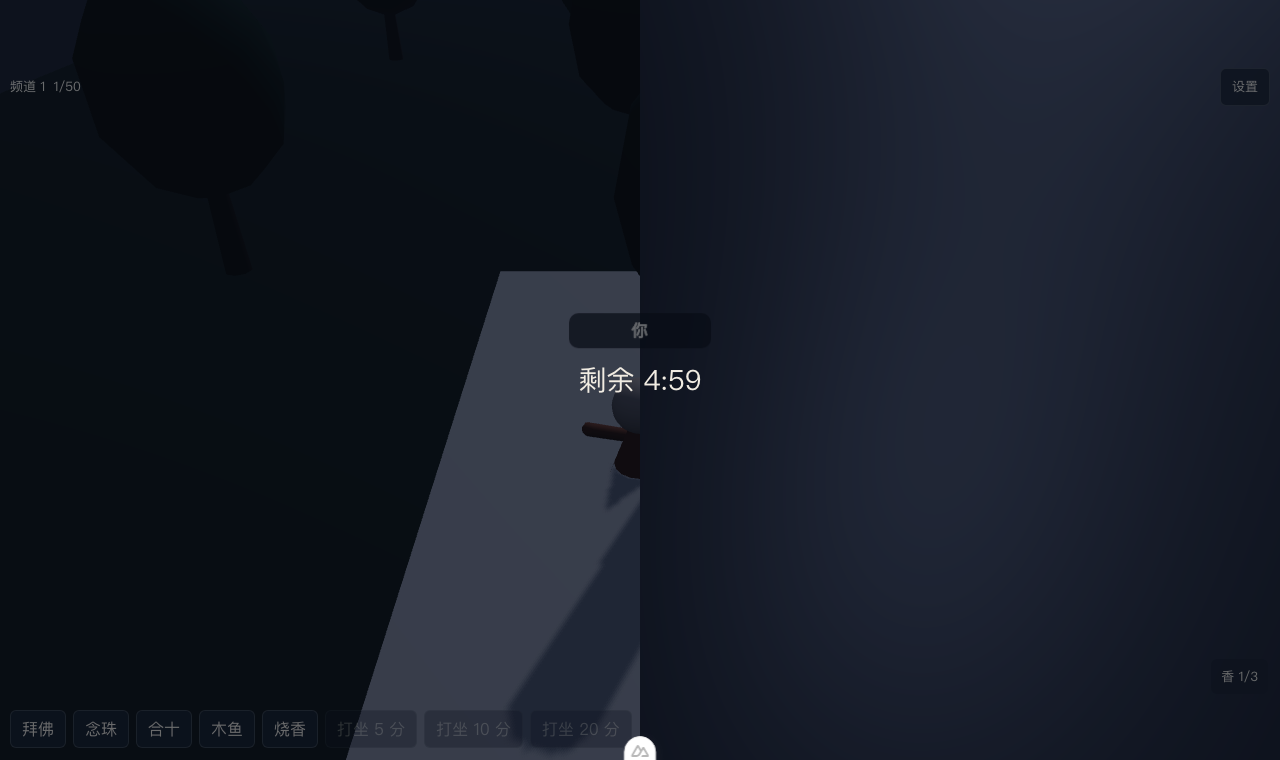 频道 1 1/50
设置
你
剩余 4:59
香 1/3
拜佛 念珠 合十 木鱼 烧香 打坐 5 分 打坐 10 分 打坐 20 分